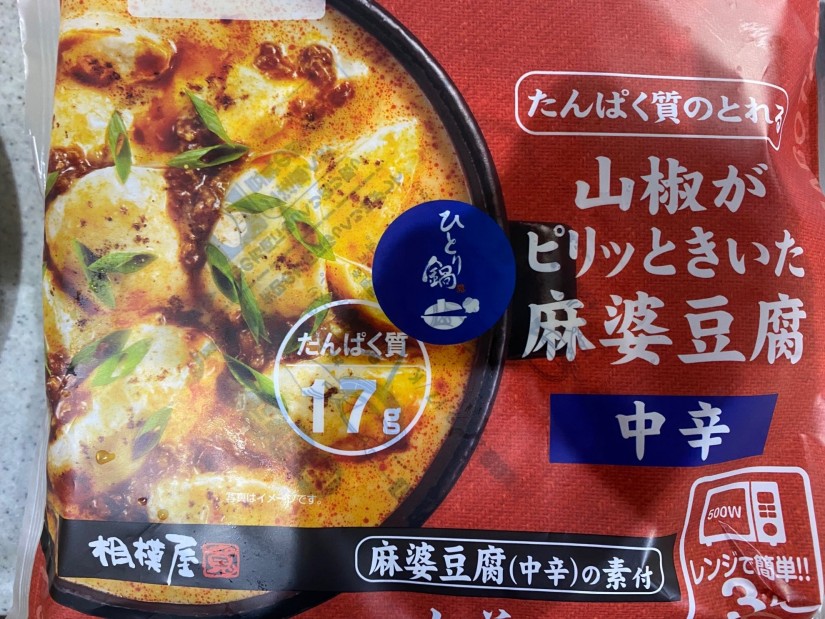 たんぱく質のとれる
山椒が
ピリッときいた
麻婆豆腐
中辛
ひとり
鍋
たんぱく質
17g
写真はイメージです。
相模屋
麻婆豆腐(中辛)の素付
500W
レンジで簡単!!
3